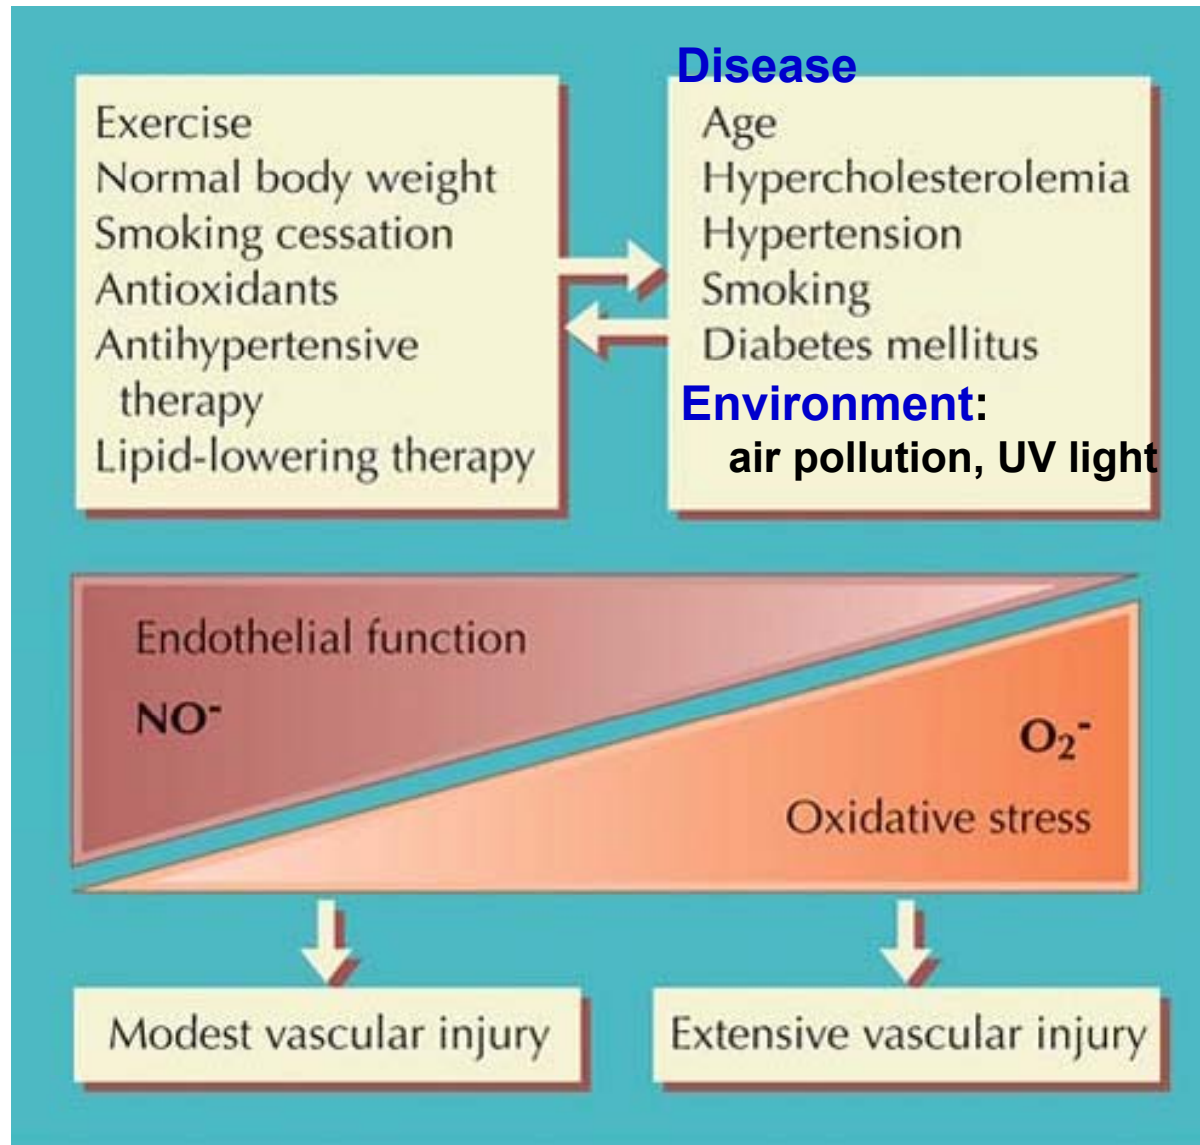 Exercise
Normal body weight
Smoking cessation
Antioxidants
Antihypertensive
therapy
Lipid-lowering therapy
Disease
Age
Hypercholesterolemia
Hypertension
Smoking
Diabetes mellitus
Environment:
air pollution, UV light
Endothelial function
NO⁻
O₂⁻
Oxidative stress
Modest vascular injury
Extensive vascular injury